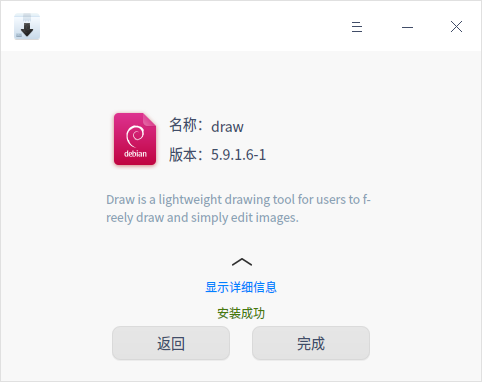 debian
名称： draw
版本： 5.9.1.6-1
Draw is a lightweight drawing tool for users to f-
reely draw and simply edit images.
显示详细信息
安装成功
返回
完成